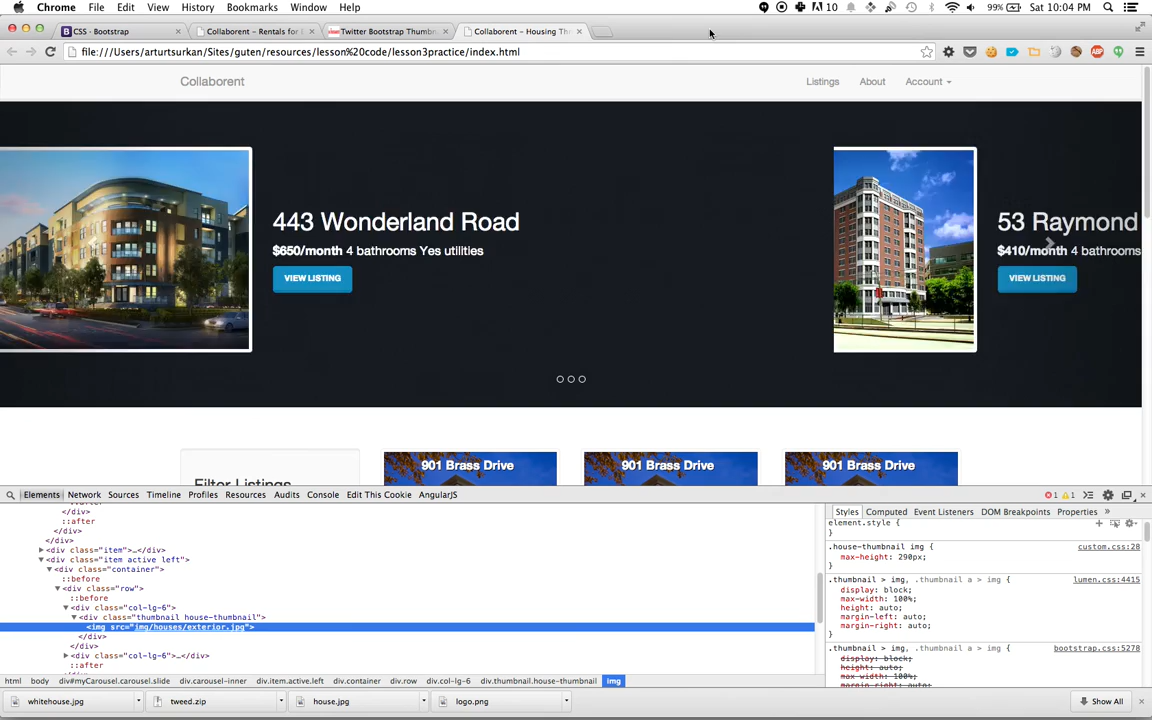 Chrome File Edit View History Bookmarks Window Help 10 99% Sat 10:04 PM
CSS · Bootstrap Collaborent – Rentals for Twitter Bootstrap Thumbn Collaborent – Housing Th
file:///Users/arturtsurkan/Sites/guten/resources/lesson%20code/lesson3practice/index.html ABP
Collaborent Listings About Account
443 Wonderland Road
$650/month 4 bathrooms Yes utilities
VIEW LISTING
53 Raymond
$410/month 4 bathrooms
VIEW LISTING
Filter Listings
901 Brass Drive 901 Brass Drive 901 Brass Drive
Elements Network Sources Timeline Profiles Resources Audits Console Edit This Cookie AngularJS 1 1
</div>
::after
</div>
</div>
<div class="item">…</div>
<div class="item active left">
<div class="container">
::before
<div class="row">
::before
<div class="col-lg-6">
<div class="thumbnail house-thumbnail">
<img src="img/houses/exterior.jpg">
</div>
</div>
<div class="col-lg-6">…</div>
::after
Styles Computed Event Listeners DOM Breakpoints Properties »
element.style {
}
.house-thumbnail img { custom.css:28
max-height: 290px;
}
.thumbnail > img, .thumbnail a > img { lumen.css:4415
display: block;
max-width: 100%;
height: auto;
margin-left: auto;
margin-right: auto;
}
.thumbnail > img, .thumbnail a > img { bootstrap.css:5278
display: block;
height: auto;
max-width: 100%;
html body div#myCarousel.carousel.slide div.carousel-inner div.item.active.left div.container div.row div.col-lg-6 div.thumbnail.house-thumbnail img
whitehouse.jpg tweed.zip house.jpg logo.png Show All